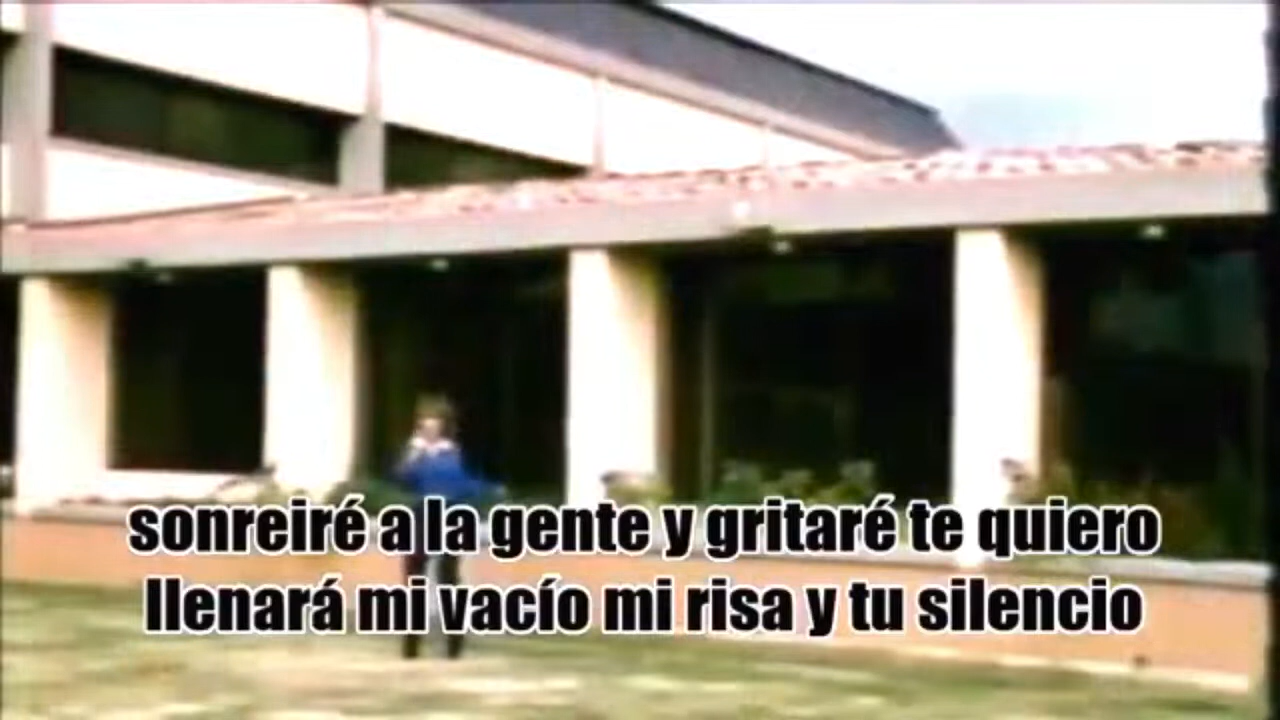 sonreiré a la gente y gritaré te quiero
llenará mi vacío mi risa y tu silencio